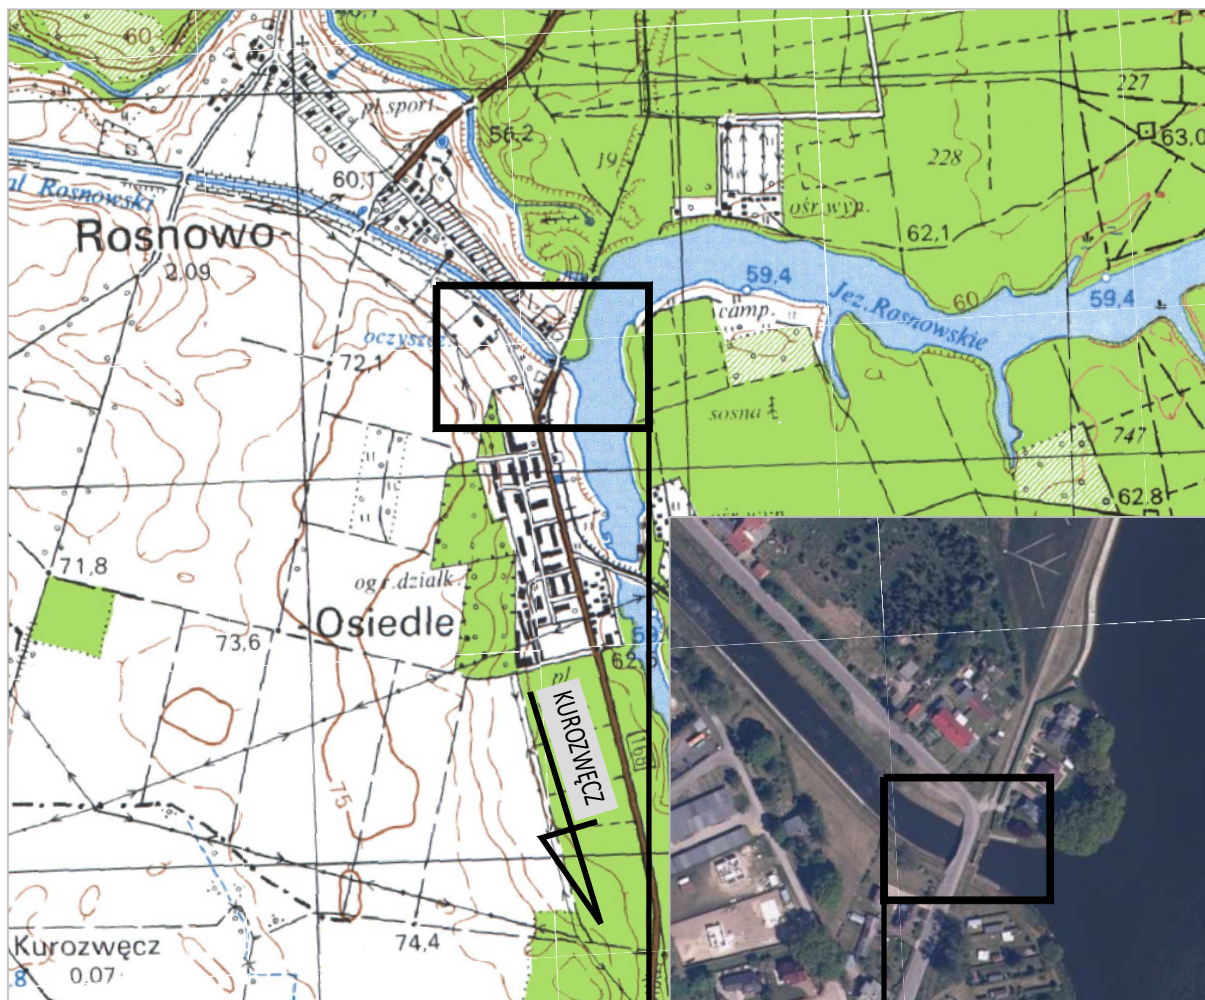 60
pl.sport.
56,2
227
63,0
19
228
60,1
al Rosnowski
ośr.wyp.
62,1
Rosnowo
2,09
59,4
60
59,4
Jez.Rosnowskie
camp.
oczyszcz.
72,1
sosna
747
62,8
71,8
ogr.działk.
Osiedle
73,6
62,5
pl
KUROZWĘCZ
168
75
74,4
Kurozwęcz
0,07
.8